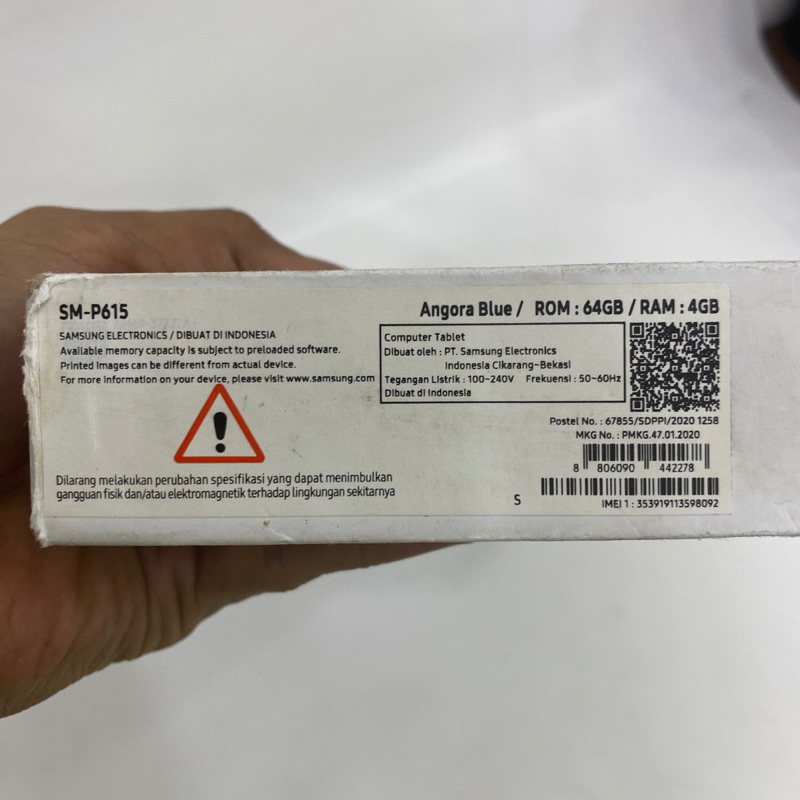 SM-P615
Angora Blue / ROM : 64GB / RAM : 4GB
SAMSUNG ELECTRONICS / DIBUAT DI INDONESIA
Available memory capacity is subject to preloaded software.
Printed images can be different from actual device.
For more information on your device, please visit www.samsung.com
Computer Tablet
Dibuat oleh : PT. Samsung Electronics
Indonesia Cikarang-Bekasi
Tegangan Listrik : 100~240V Frekuensi : 50~60Hz
Dibuat di Indonesia
Postel No. : 67855/SDPPI/2020 1258
MKG No. : PMKG.47.01.2020
8 806090 442278
Dilarang melakukan perubahan spesifikasi yang dapat menimbulkan
gangguan fisik dan/atau elektromagnetik terhadap lingkungan sekitarnya
S
IMEI 1 : 353919113598092